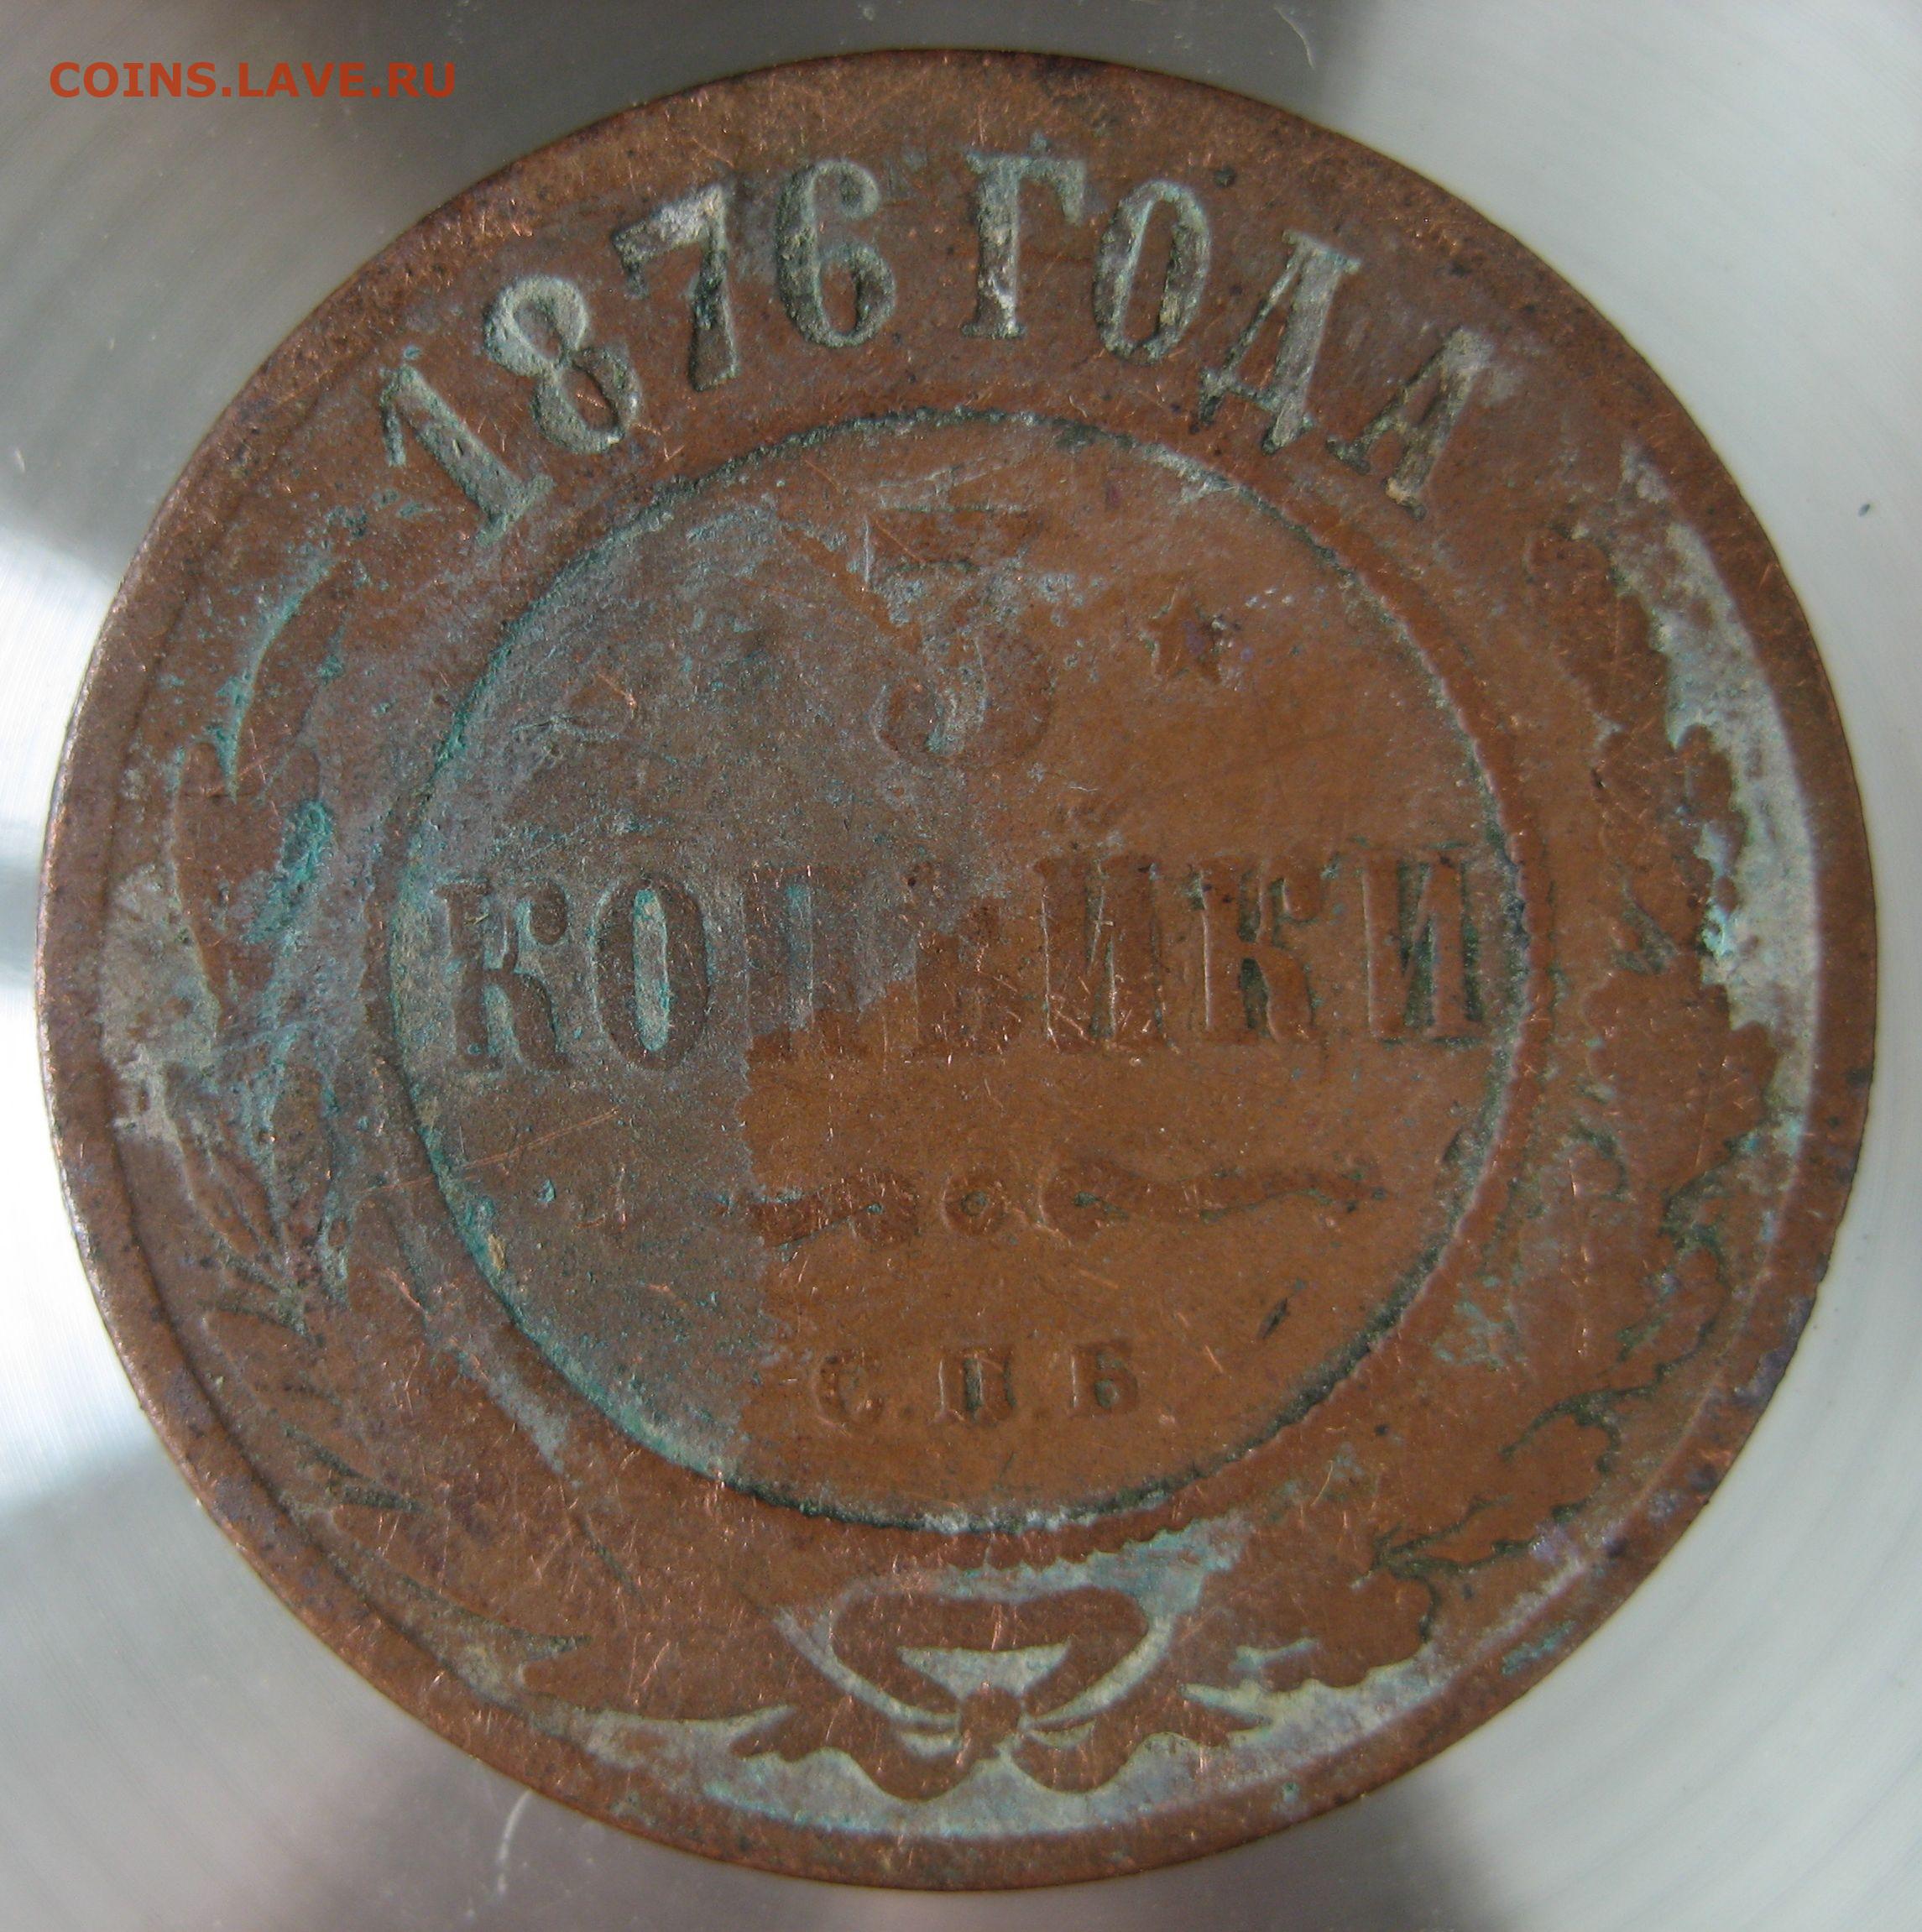 COINS.LAVE.RU
1876 ГОДА
3
КОПѢЙКИ
С.П.Б.